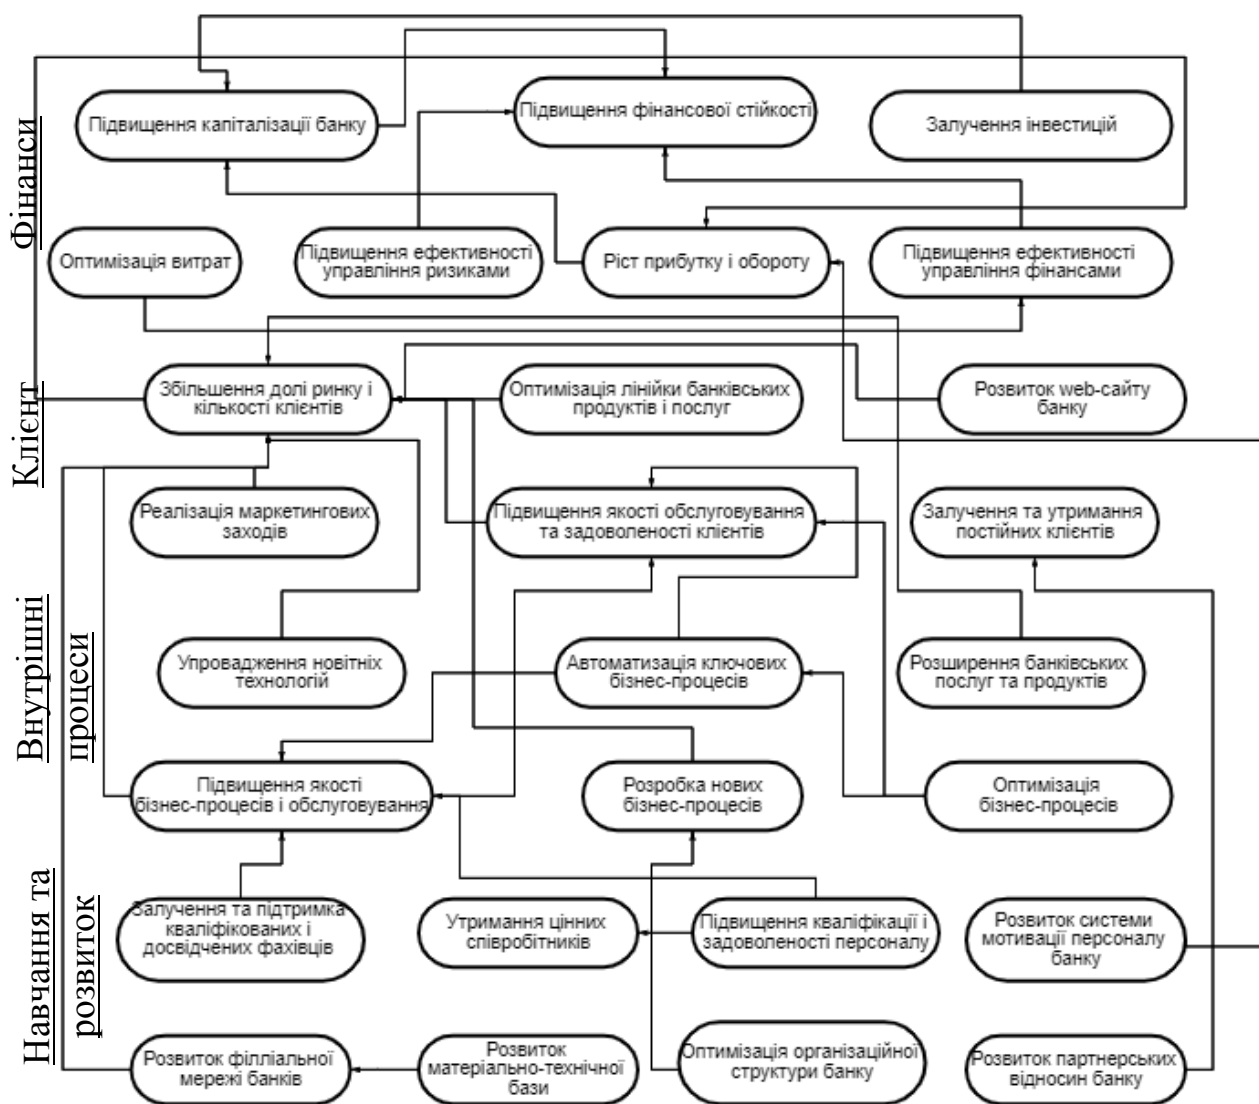 Фінанси
Підвищення капіталізації банку
Підвищення фінансової стійкості
Залучення інвестицій
Оптимізація витрат
Підвищення ефективності
управління ризиками
Ріст прибутку і обороту
Підвищення ефективності
управління фінансами
Клієнт
Збільшення долі ринку і
кількості клієнтів
Оптимізація лінійки банківських
продуктів і послуг
Розвиток web-сайту
банку
Реалізація маркетингових
заходів
Підвищення якості обслуговування
та задоволеності клієнтів
Залучення та утримання
постійних клієнтів
Внутрішні
процеси
Упровадження новітніх
технологій
Автоматизація ключових
бізнес-процесів
Розширення банківських
послуг та продуктів
Підвищення якості
бізнес-процесів і обслуговування
Розробка нових
бізнес-процесів
Оптимізація
бізнес-процесів
Навчання та
розвиток
Залучення та підтримка
кваліфікованих і
досвідчених фахівців
Утримання цінних
співробітників
Підвищення кваліфікації і
задоволеності персоналу
Розвиток системи
мотивації персоналу
банку
Розвиток філліальної
мережі банків
Розвиток
матеріально-технічної
бази
Оптимізація організаційної
структури банку
Розвиток партнерських
відносин банку